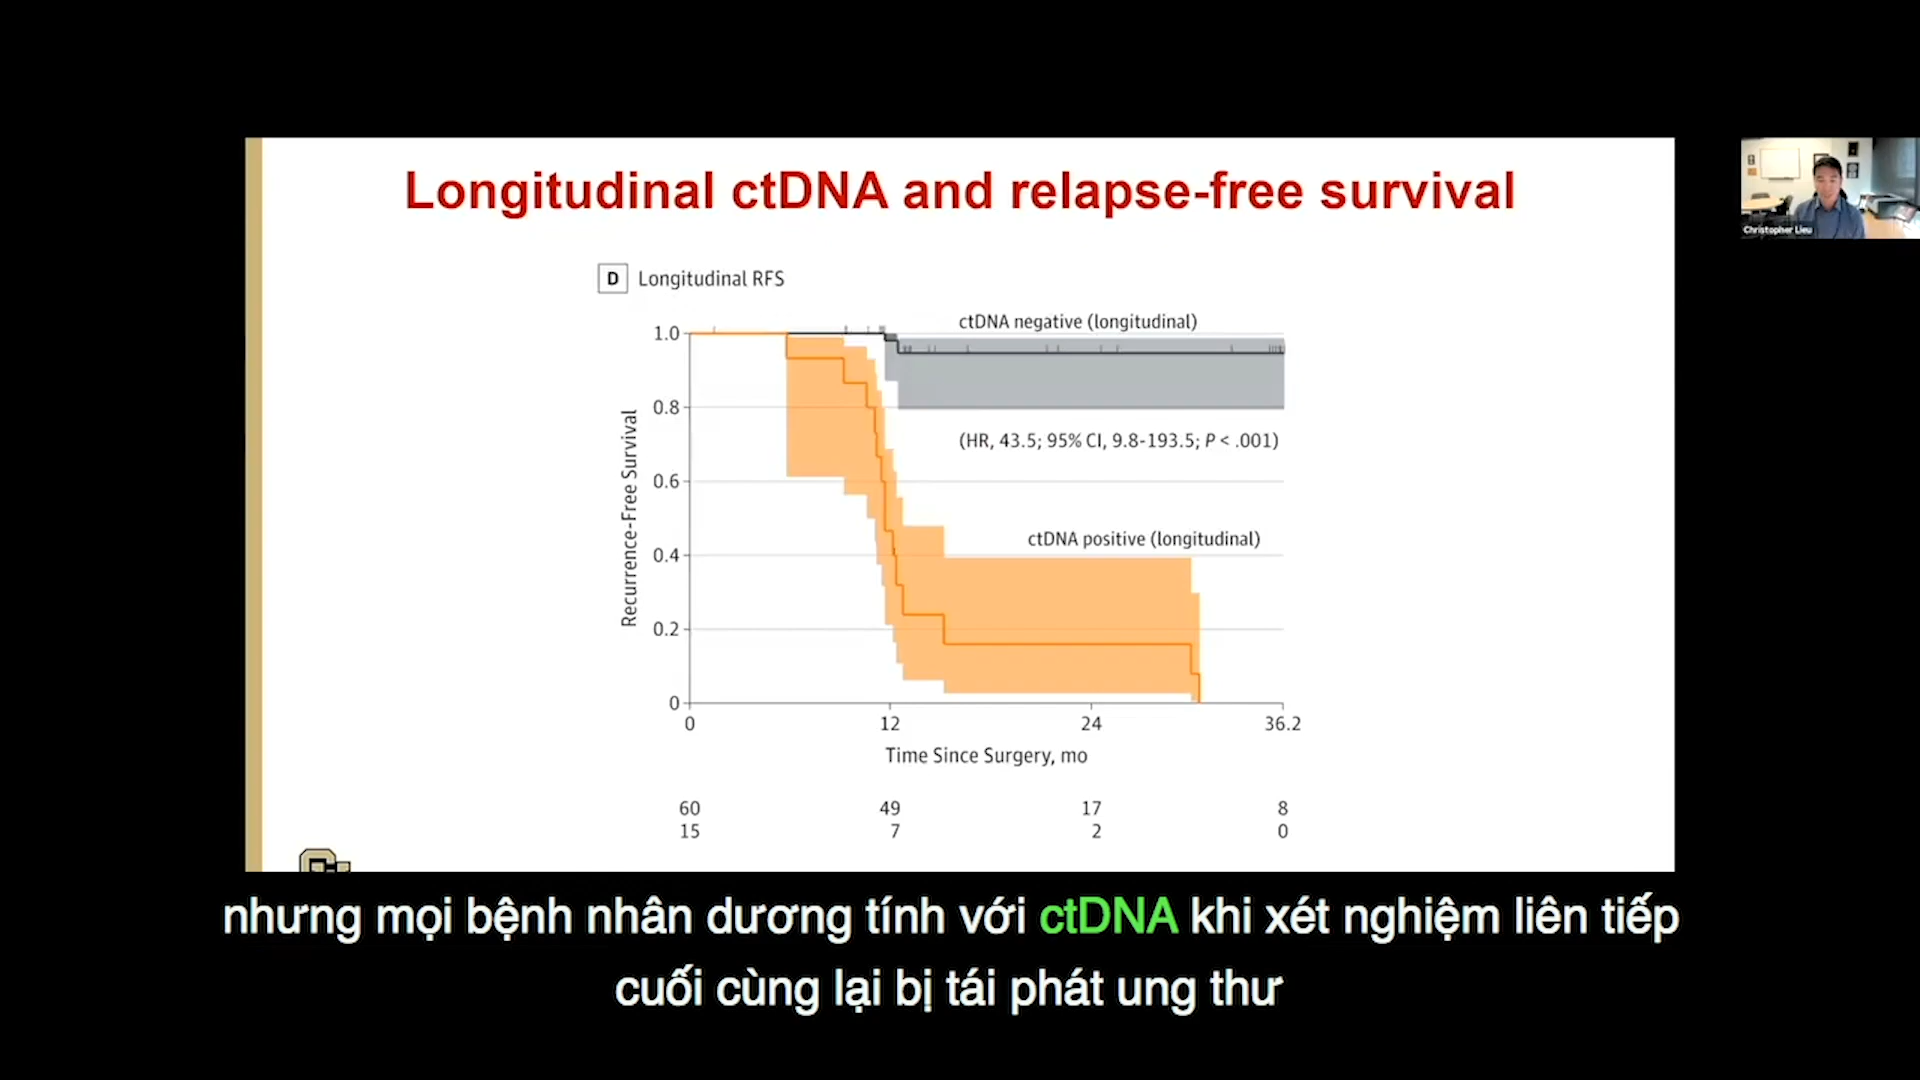 Longitudinal ctDNA and relapse-free survival
Christopher Lieu
D Longitudinal RFS
ctDNA negative (longitudinal)
(HR, 43.5; 95% CI, 9.8-193.5; P < .001)
ctDNA positive (longitudinal)
Recurrence-Free Survival
1.0
0.8
0.6
0.4
0.2
0
0 12 24 36.2
Time Since Surgery, mo
60 49 17 8
15 7 2 0
nhưng mọi bệnh nhân dương tính với ctDNA khi xét nghiệm liên tiếp
cuối cùng lại bị tái phát ung thư